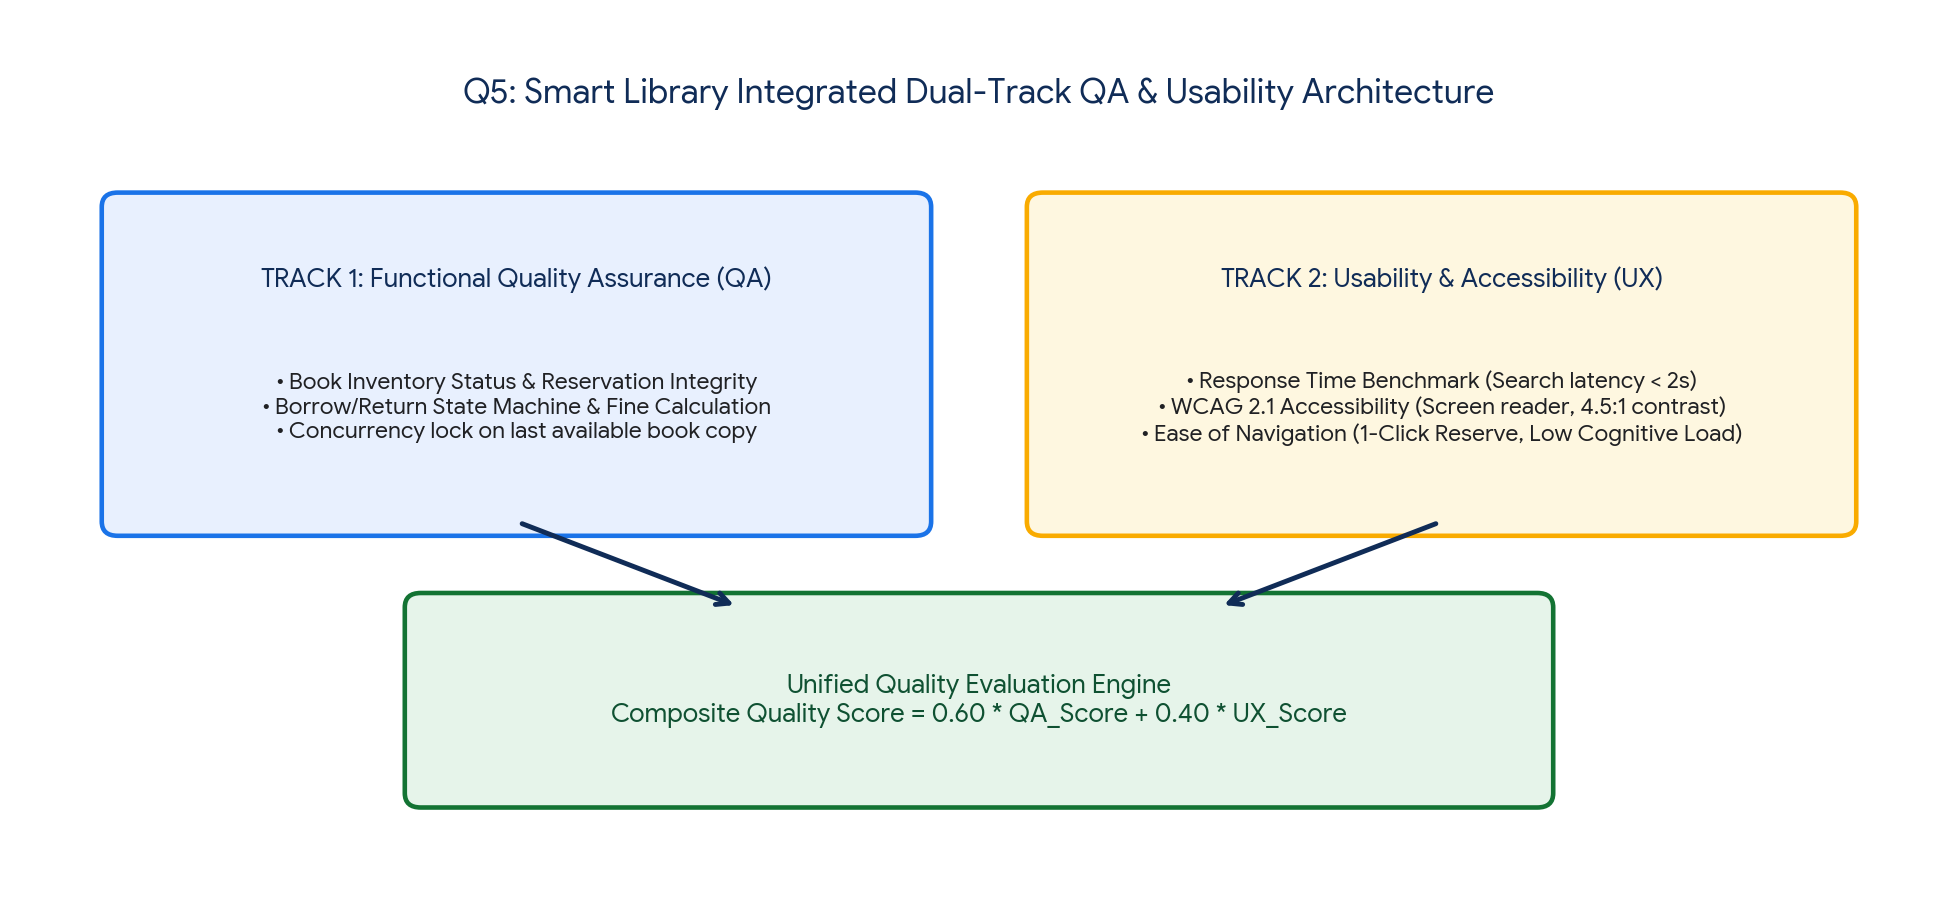 Q5: Smart Library Integrated Dual-Track QA & Usability Architecture
TRACK 1: Functional Quality Assurance (QA)
• Book Inventory Status & Reservation Integrity
• Borrow/Return State Machine & Fine Calculation
• Concurrency lock on last available book copy
TRACK 2: Usability & Accessibility (UX)
• Response Time Benchmark (Search latency < 2s)
• WCAG 2.1 Accessibility (Screen reader, 4.5:1 contrast)
• Ease of Navigation (1-Click Reserve, Low Cognitive Load)
Unified Quality Evaluation Engine
Composite Quality Score = 0.60 * QA_Score + 0.40 * UX_Score